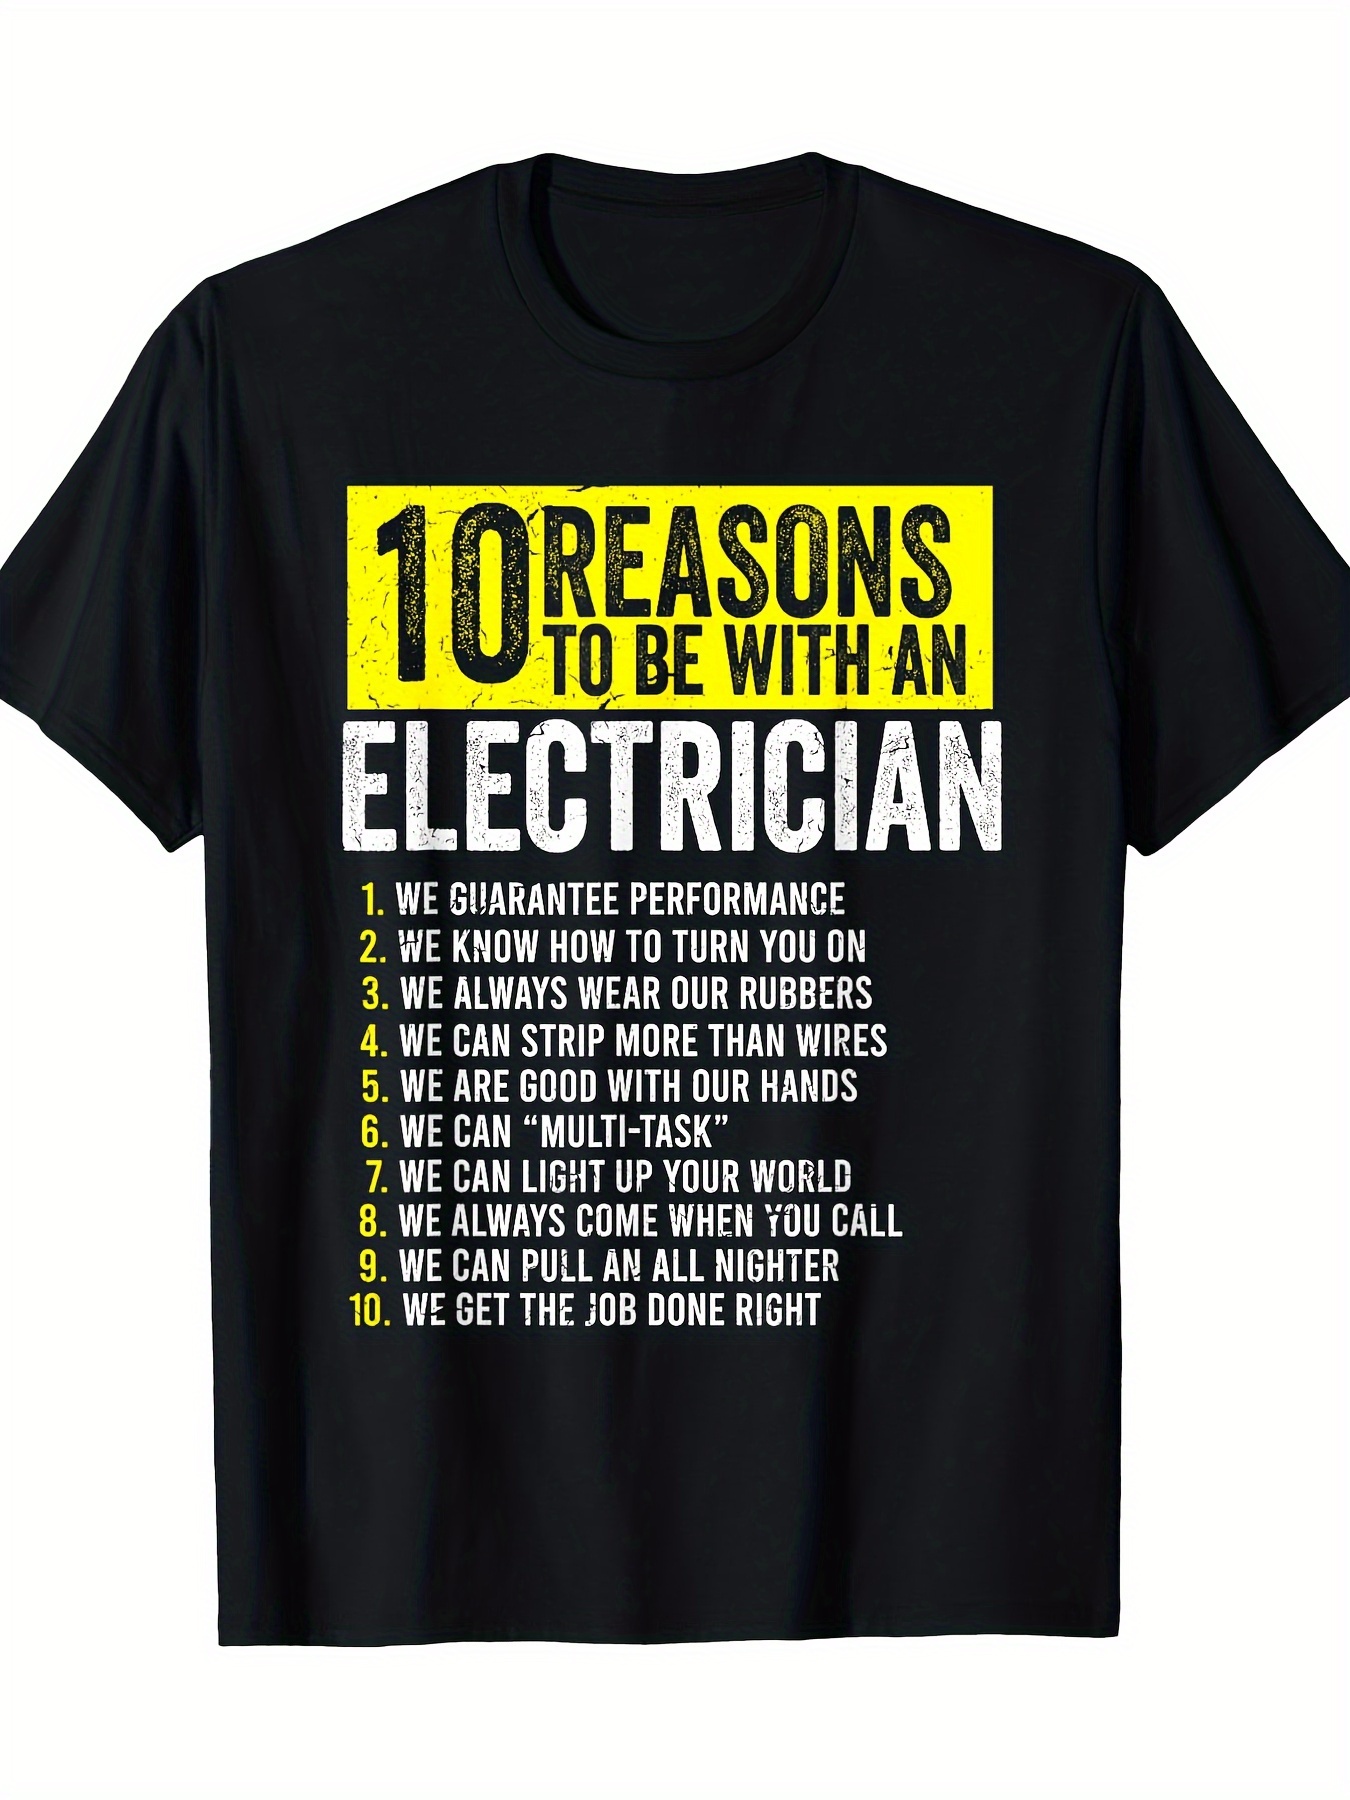 10 REASONS
TO BE WITH AN
ELECTRICIAN
1. WE GUARANTEE PERFORMANCE
2. WE KNOW HOW TO TURN YOU ON
3. WE ALWAYS WEAR OUR RUBBERS
4. WE CAN STRIP MORE THAN WIRES
5. WE ARE GOOD WITH OUR HANDS
6. WE CAN “MULTI-TASK”
7. WE CAN LIGHT UP YOUR WORLD
8. WE ALWAYS COME WHEN YOU CALL
9. WE CAN PULL AN ALL NIGHTER
10. WE GET THE JOB DONE RIGHT